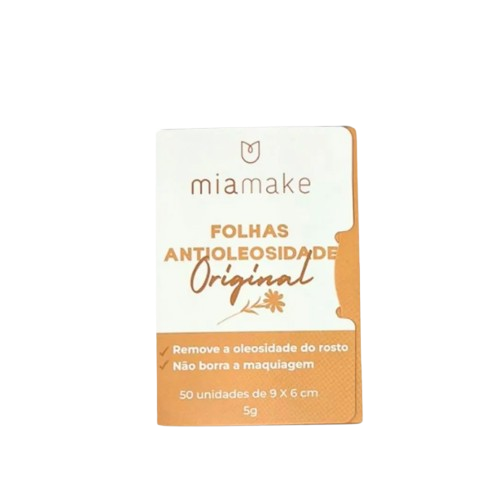 miamake
FOLHAS
ANTIOLEOSIDADE
Original
Remove a oleosidade do rosto
Não borra a maquiagem
50 unidades de 9 X 6 cm
5g